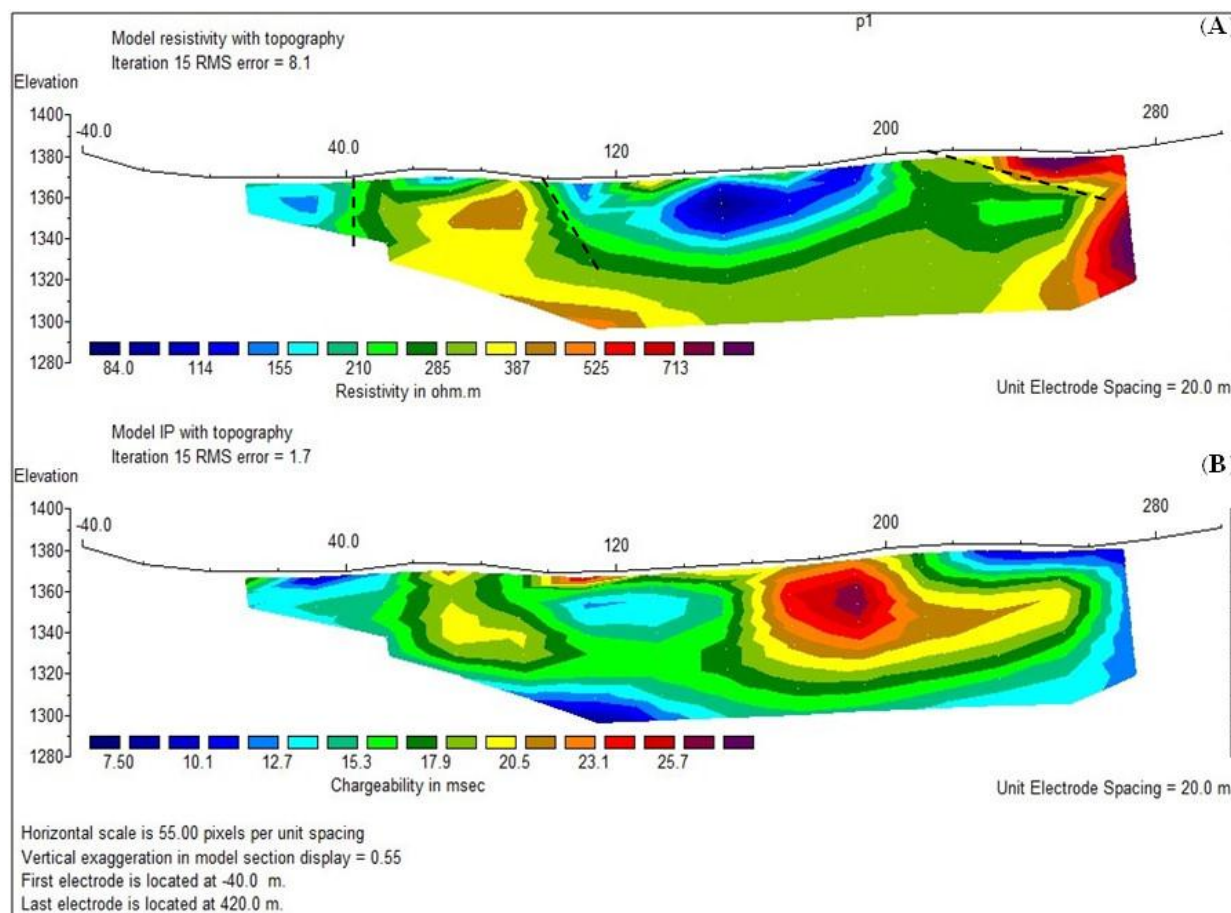 p1
(A)
Model resistivity with topography
Iteration 15 RMS error = 8.1
Elevation
1400
-40.0
40.0
120
200
280
1380
1360
1340
1320
1300
1280
84.0 114 155 210 285 387 525 713
Resistivity in ohm.m
Unit Electrode Spacing = 20.0 m
Model IP with topography
Iteration 15 RMS error = 1.7
(B)
Elevation
1400
-40.0
40.0
120
200
280
1380
1360
1340
1320
1300
1280
7.50 10.1 12.7 15.3 17.9 20.5 23.1 25.7
Chargeability in msec
Unit Electrode Spacing = 20.0 m
Horizontal scale is 55.00 pixels per unit spacing
Vertical exaggeration in model section display = 0.55
First electrode is located at -40.0 m.
Last electrode is located at 420.0 m.